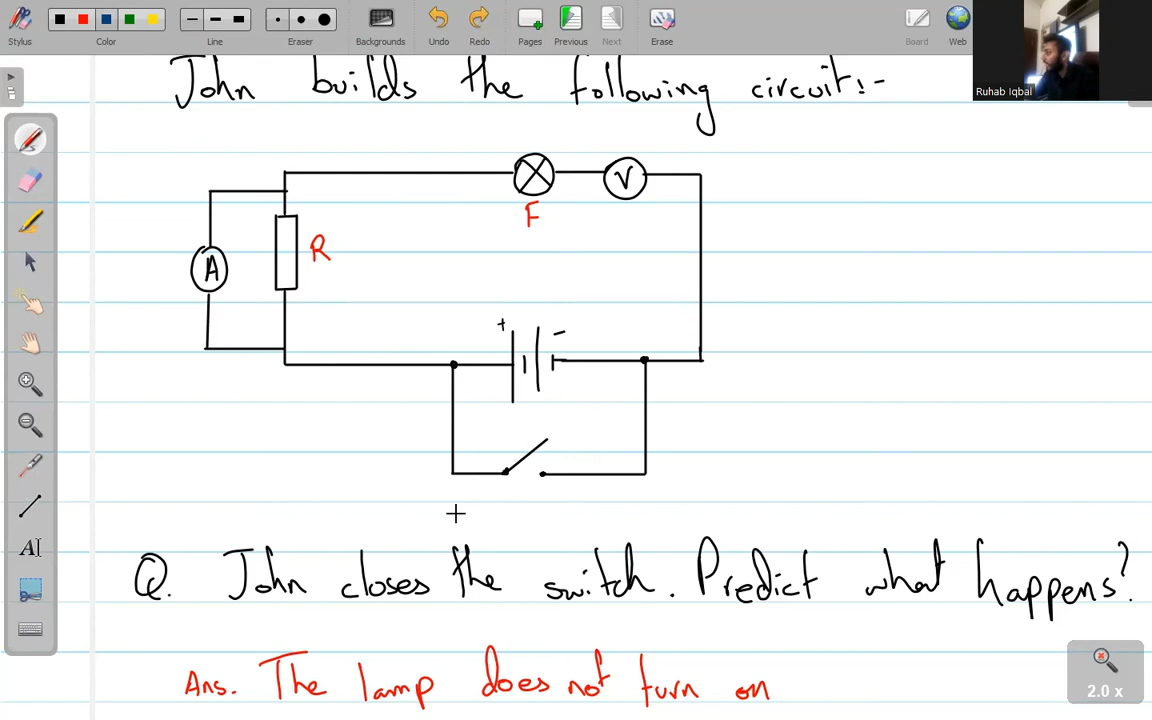 Stylus Color Line Eraser Backgrounds Undo Redo Pages Previous Next Erase Board Web
Ruhab Iqbal
John builds the following circuit:-
F
V
A
R
+ -
Q. John closes the switch. Predict what happens?
Ans. The lamp does not turn on
A
2.0 x